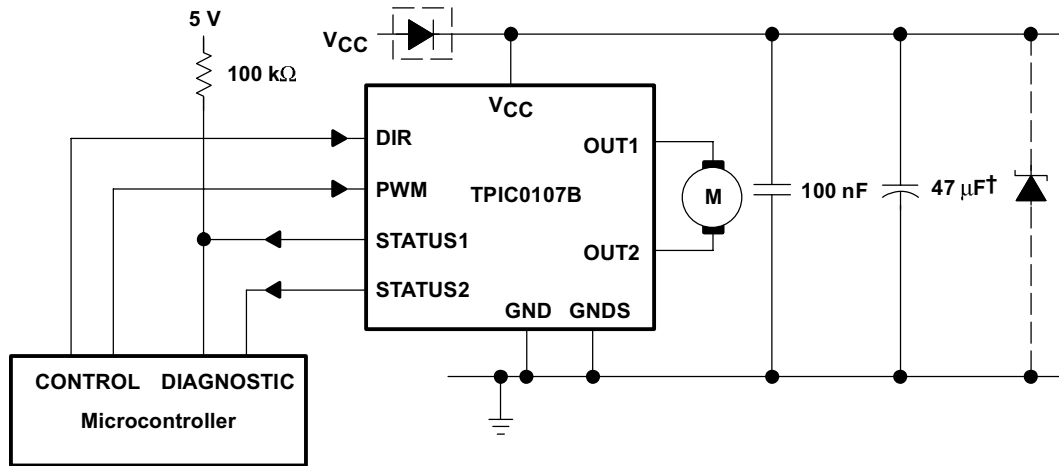 5 V
100 kΩ
VCC
VCC
DIR
PWM
STATUS1
STATUS2
TPIC0107B
OUT1
OUT2
GND GNDS
M
100 nF
47 μF†
CONTROL DIAGNOSTIC
Microcontroller